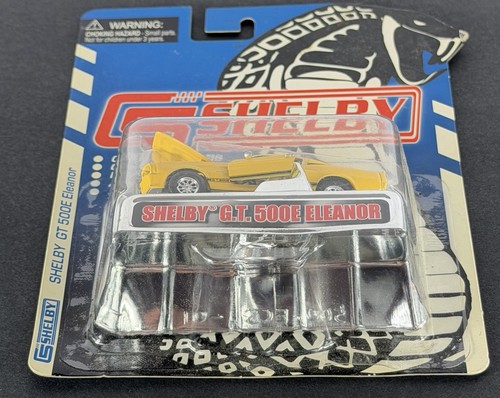 WARNING:
CHOKING HAZARD - Small parts.
Not for children under 3 years.
SHELBY
SHELBY® G.T. 500E ELEANOR
SHELBY GT 500E Eleanor
SHELBY